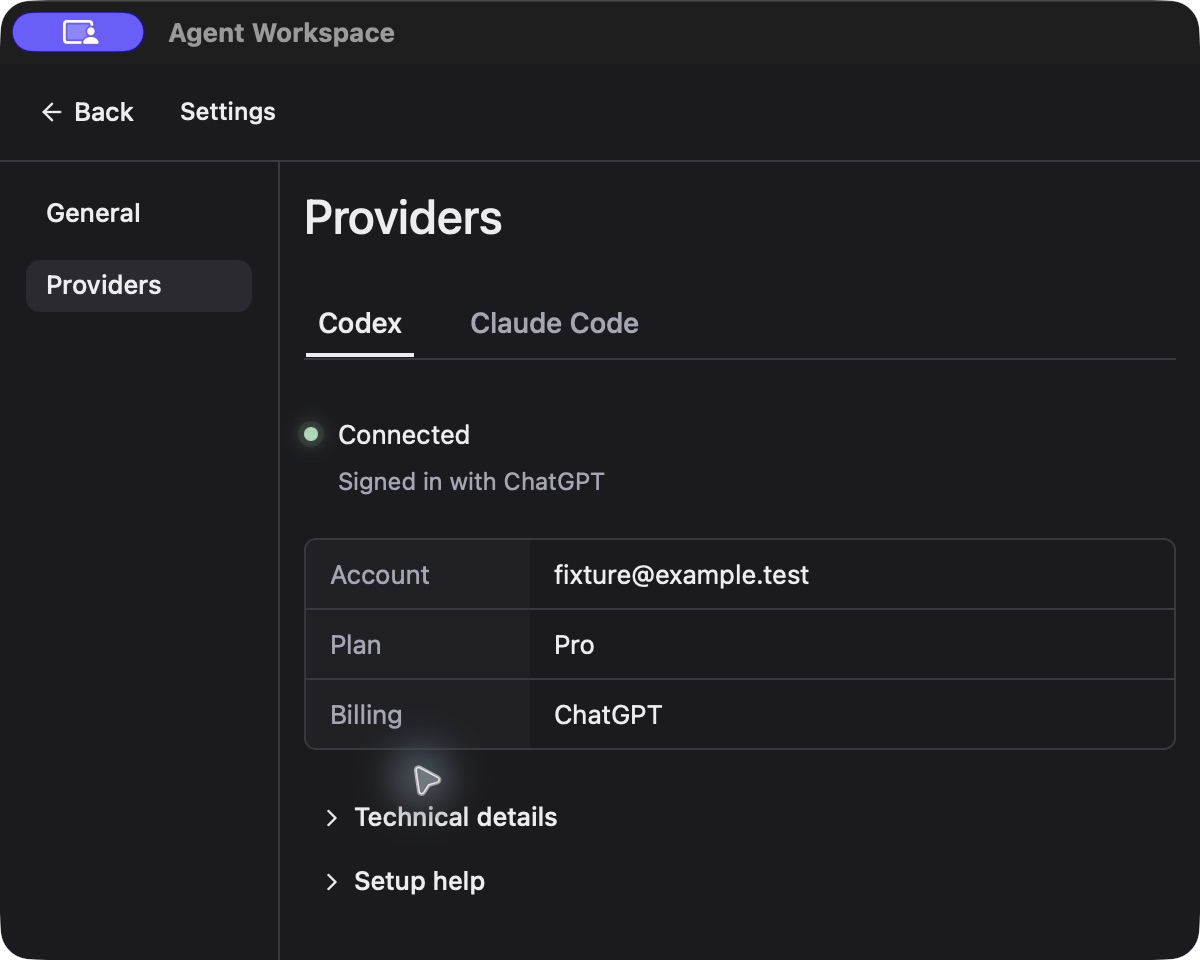 Agent Workspace
← Back Settings
General
Providers
Providers
Codex Claude Code
Connected
Signed in with ChatGPT
Account fixture@example.test
Plan Pro
Billing ChatGPT
Technical details
Setup help